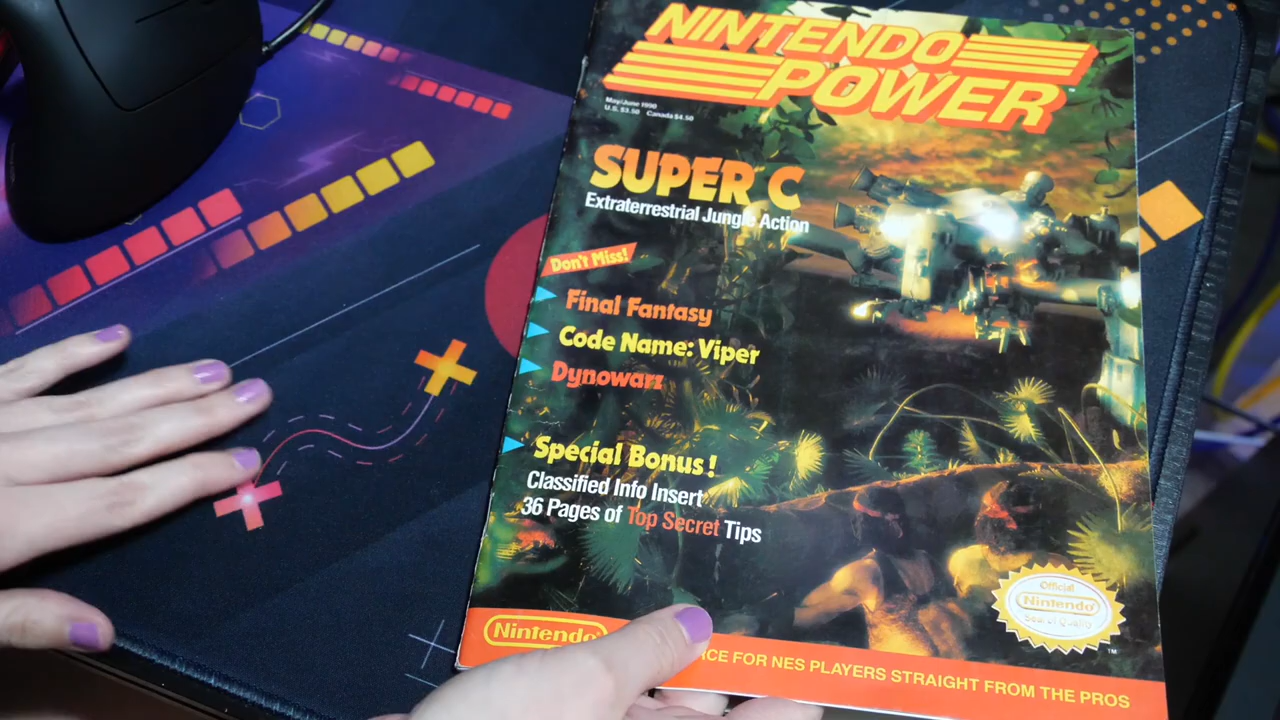 NINTENDO
POWER
May/June 1990
U.S. $3.50 Canada $4.50
SUPER C
Extraterrestrial Jungle Action
Don't Miss!
Final Fantasy
Code Name: Viper
Dynowarz
Special Bonus!
Classified Info Insert
36 Pages of Top Secret Tips
Official
Nintendo
Seal of Quality
TM
Nintendo
FOR NES PLAYERS STRAIGHT FROM THE PROS